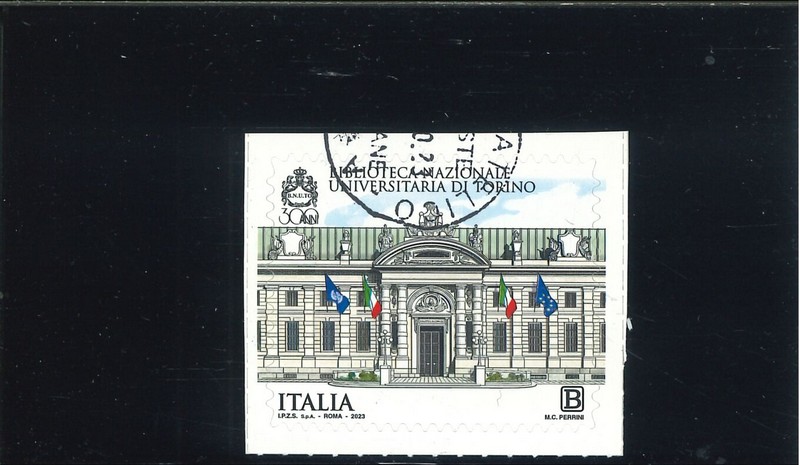 BIBLIOTECA NAZIONALE
UNIVERSITARIA DI TORINO
B.N.U.TO
300 ANNI
ITALIA
I.P.Z.S. S.p.A. - ROMA - 2023
B
M.C. PERRINI